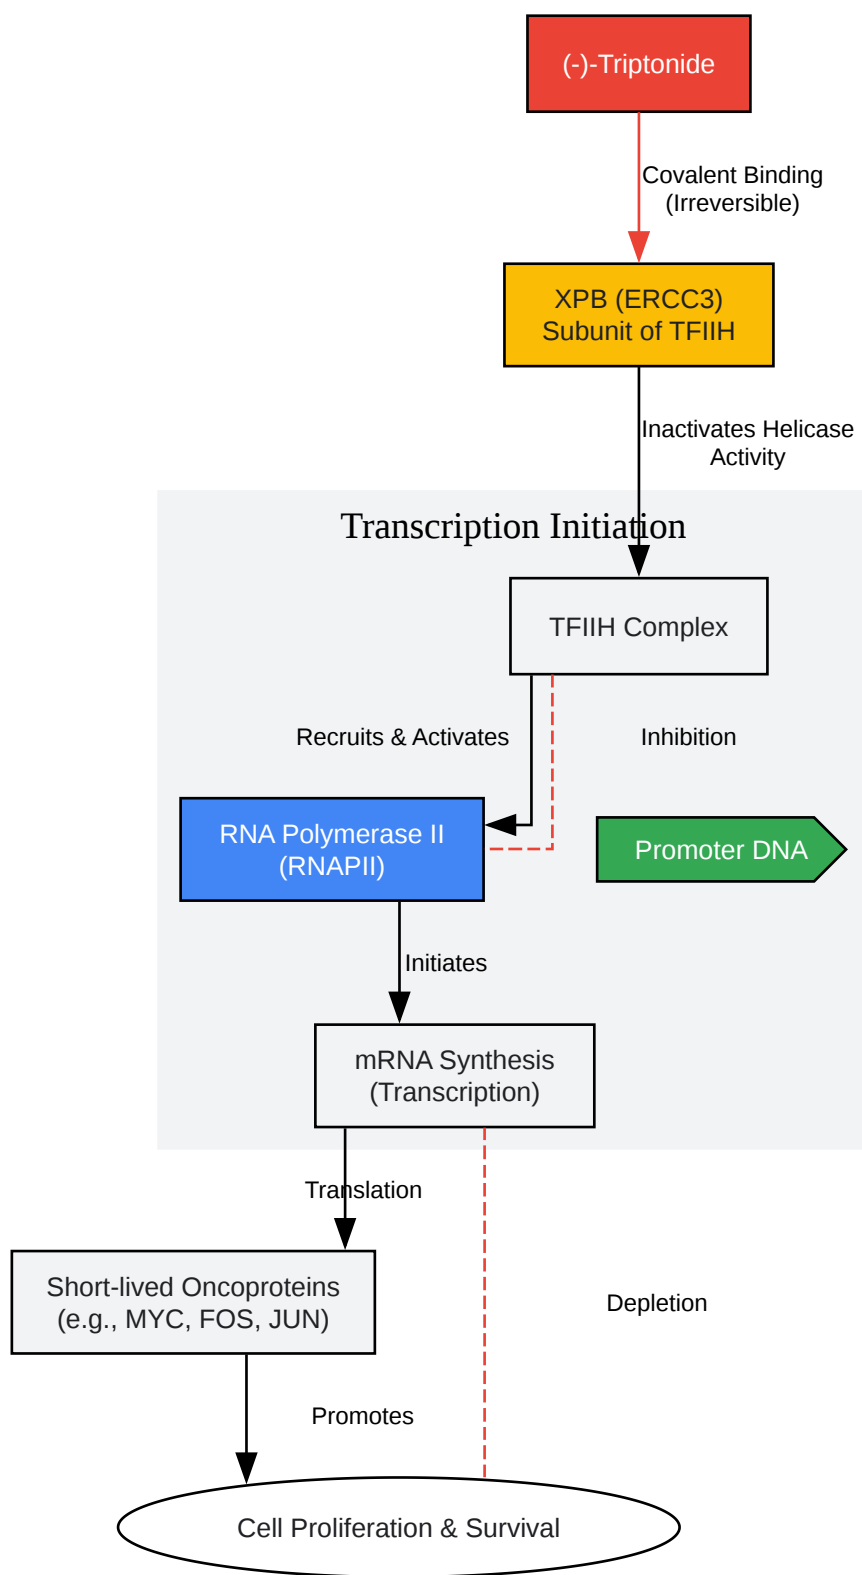 (-)-Triptonide
Covalent Binding
(Irreversible)
XPB (ERCC3)
Subunit of TFIIH
Inactivates Helicase
Activity
Transcription Initiation
TFIIH Complex
Recruits & Activates
Inhibition
RNA Polymerase II
(RNAPII)
Promoter DNA
Initiates
mRNA Synthesis
(Transcription)
Translation
Short-lived Oncoproteins
(e.g., MYC, FOS, JUN)
Depletion
Promotes
Cell Proliferation & Survival